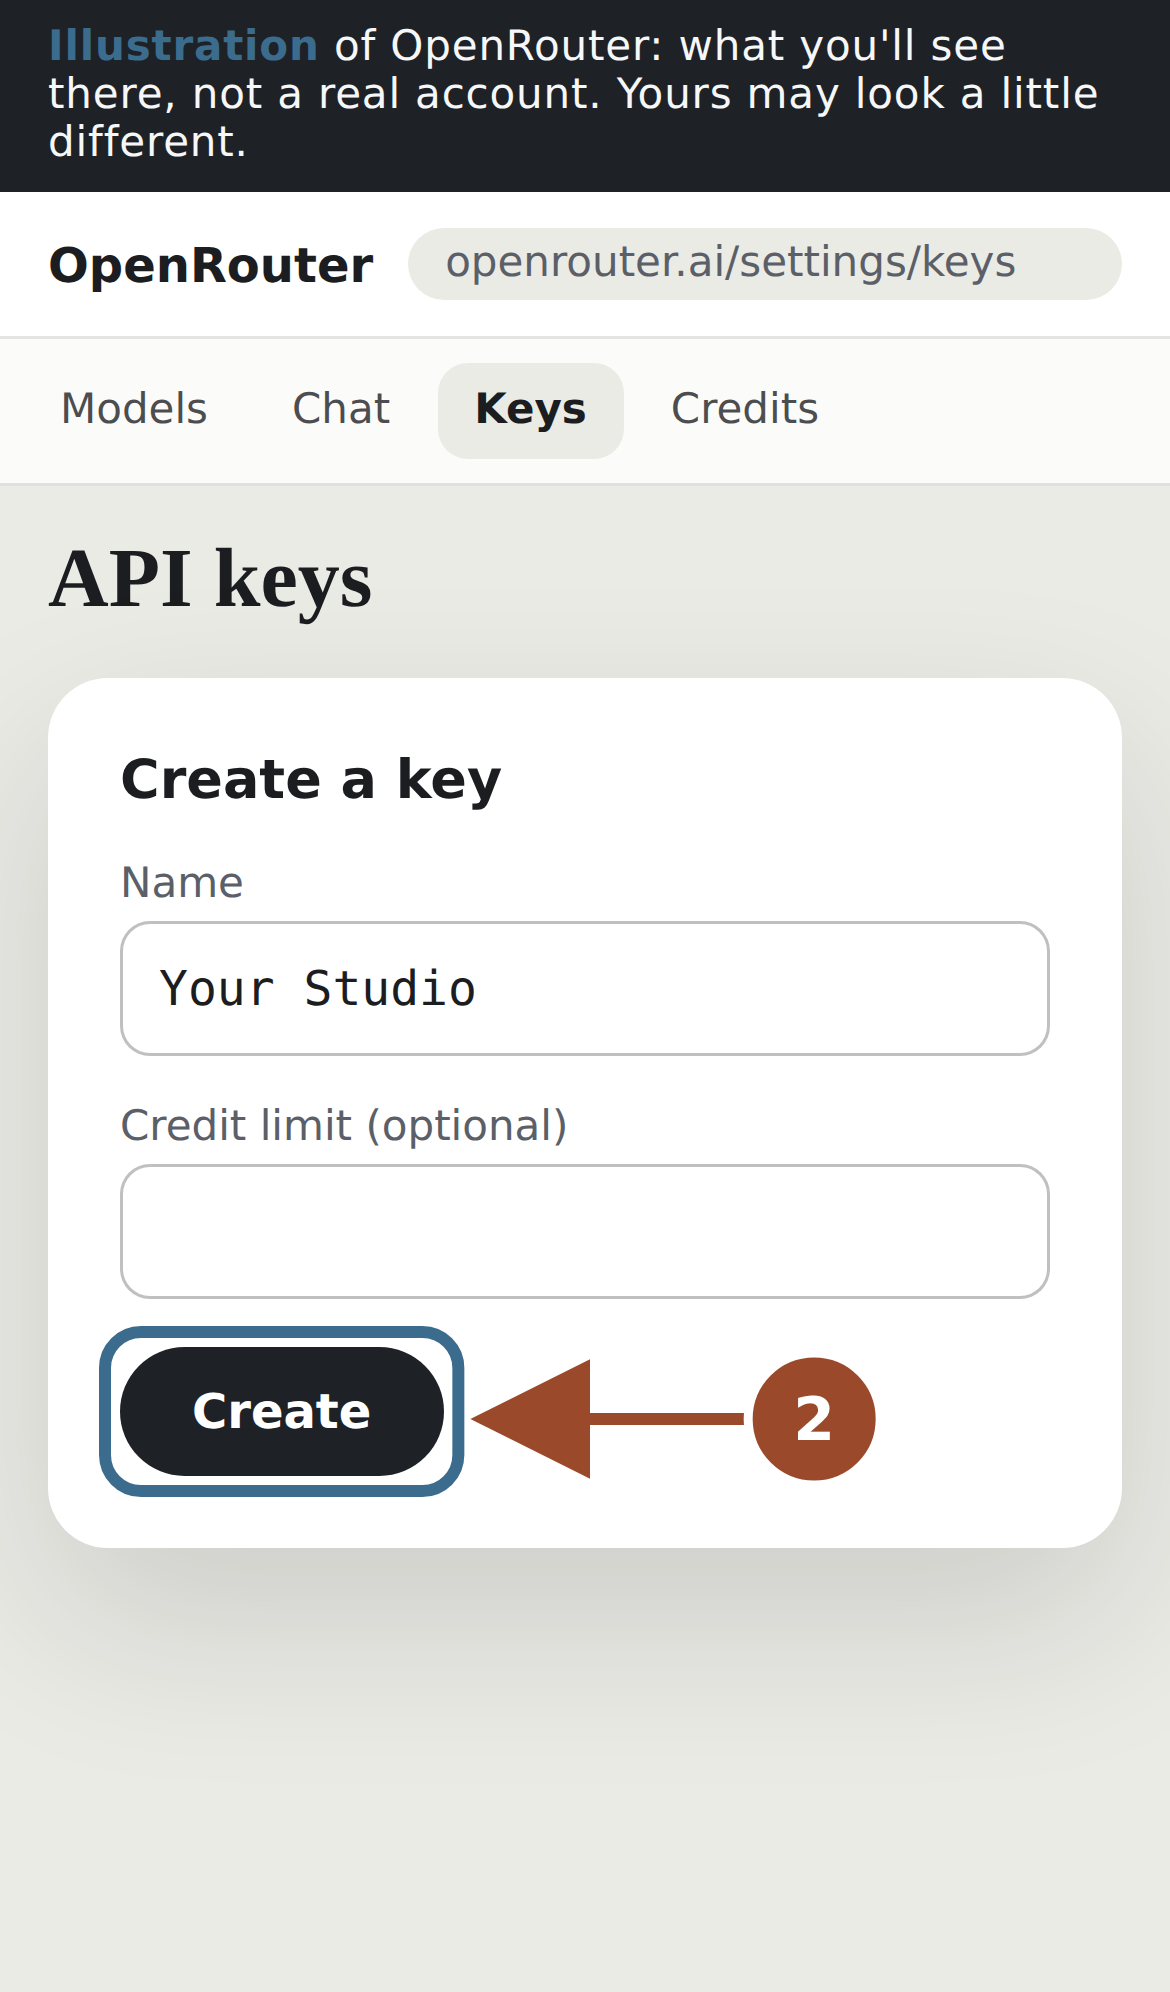 Illustration of OpenRouter: what you'll see
there, not a real account. Yours may look a little
different.
OpenRouter openrouter.ai/settings/keys
Models Chat Keys Credits
API keys
Create a key
Name
Your Studio
Credit limit (optional)
Create 2